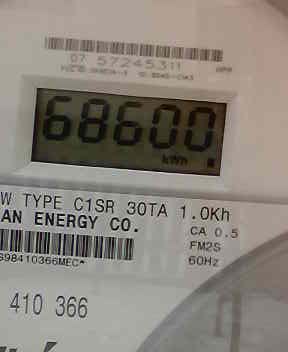 07 57245311
68600
kWh
W TYPE C1SR 30TA 1.0Kh
AN ENERGY CO.
CA 0.5
FM2S
60Hz
S98410366MEC*
410 366